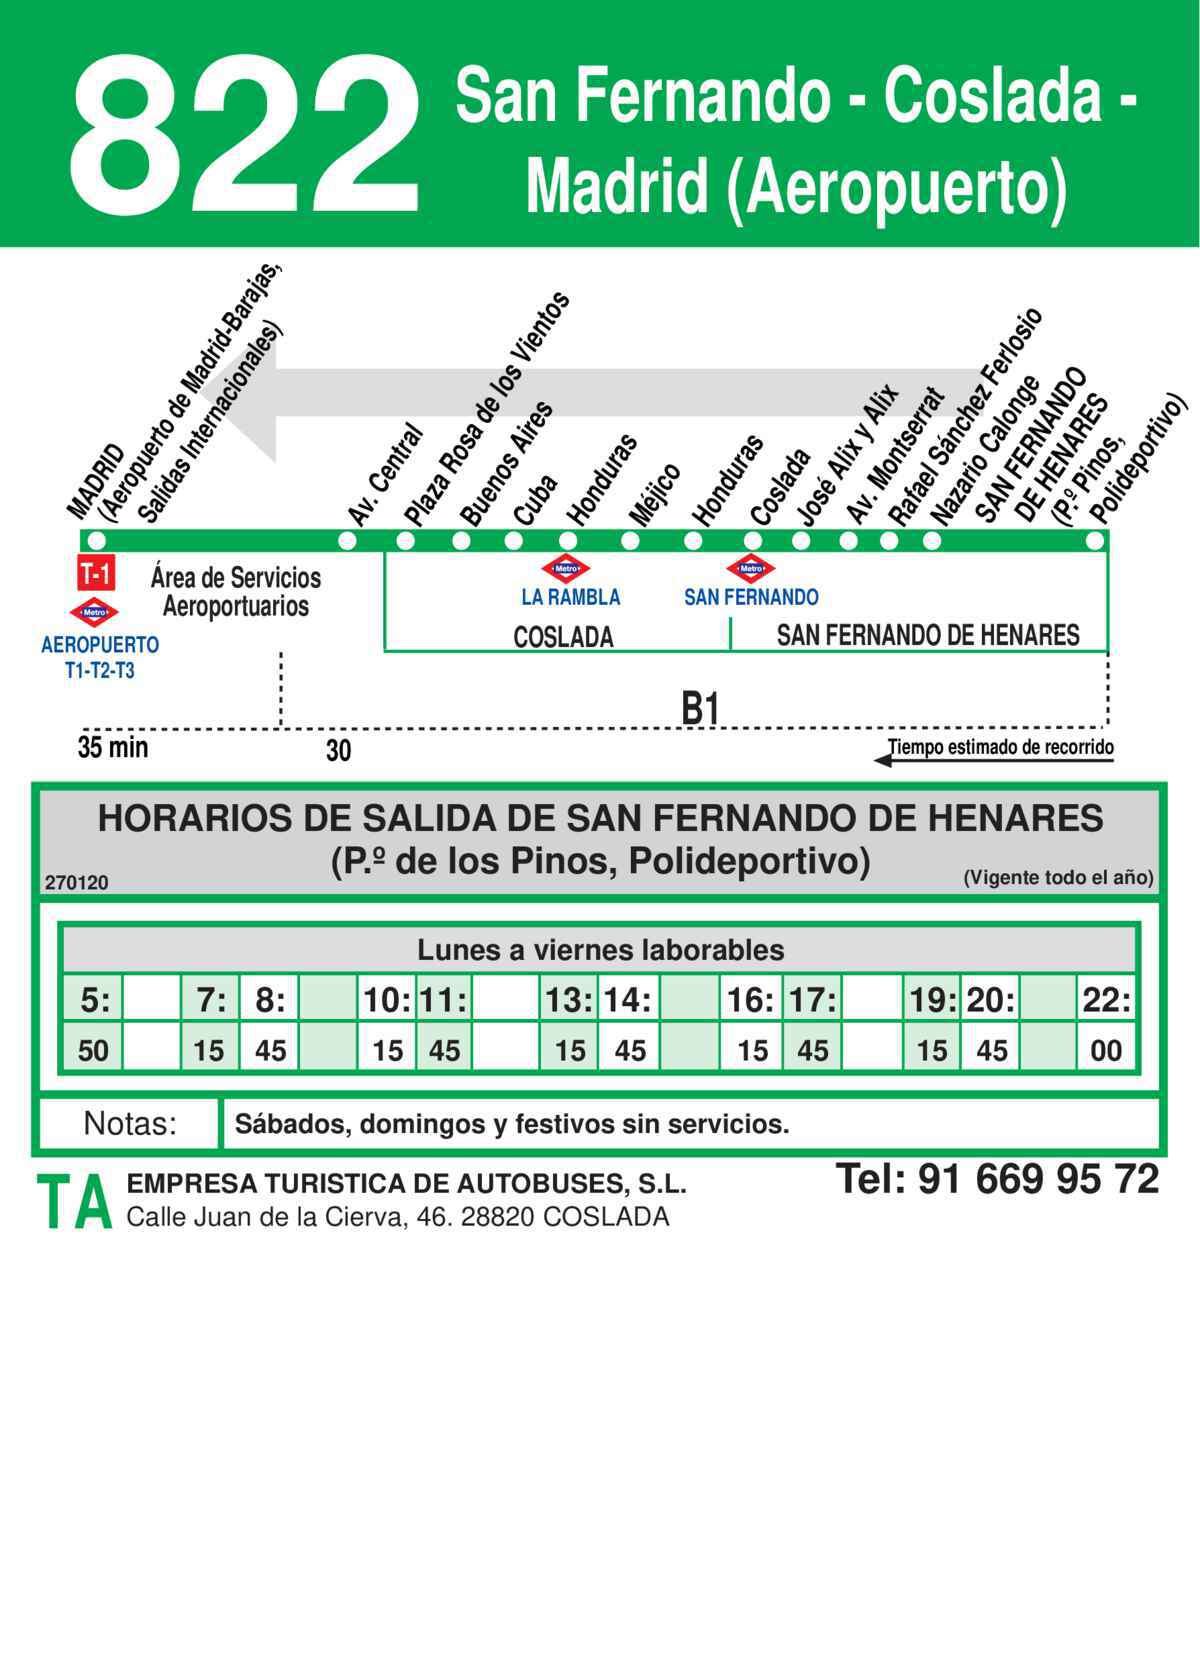 822
San Fernando - Coslada -
Madrid (Aeropuerto)
MADRID
(Aeropuerto de Madrid-Barajas,
Salidas Internacionales)
Av. Central
Plaza Rosa de los Vientos
Buenos Aires
Cuba
Honduras
Méjico
Honduras
Coslada
José Alix y Alix
Av. Montserrat
Rafael Sánchez Ferlosio
Nazario Calonge
SAN FERNANDO
DE HENARES
(P.º Pinos,
Polideportivo)
T-1
Metro
AEROPUERTO
T1-T2-T3
Área de Servicios
Aeroportuarios
Metro
LA RAMBLA
Metro
SAN FERNANDO
COSLADA
SAN FERNANDO DE HENARES
B1
35 min
30
Tiempo estimado de recorrido
HORARIOS DE SALIDA DE SAN FERNANDO DE HENARES
(P.º de los Pinos, Polideportivo)
270120
(Vigente todo el año)
Lunes a viernes laborables
5: 7: 8: 10: 11: 13: 14: 16: 17: 19: 20: 22:
50 15 45 15 45 15 45 15 45 15 45 00
Notas: Sábados, domingos y festivos sin servicios.
TA
EMPRESA TURISTICA DE AUTOBUSES, S.L.
Calle Juan de la Cierva, 46. 28820 COSLADA
Tel: 91 669 95 72